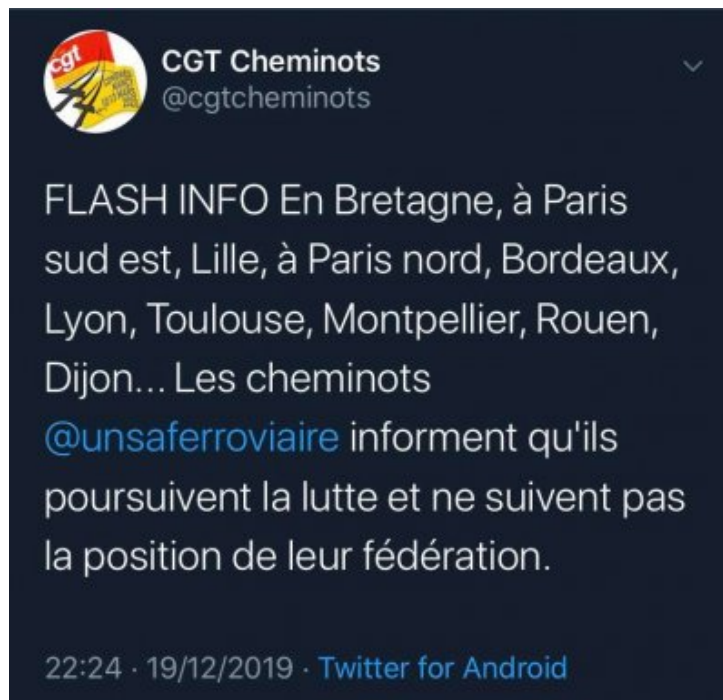 cgt
CGT Cheminots
@cgtcheminots
FLASH INFO En Bretagne, à Paris
sud est, Lille, à Paris nord, Bordeaux,
Lyon, Toulouse, Montpellier, Rouen,
Dijon... Les cheminots
@unsaferroviaire informent qu'ils
poursuivent la lutte et ne suivent pas
la position de leur fédération.
22:24 · 19/12/2019 · Twitter for Android